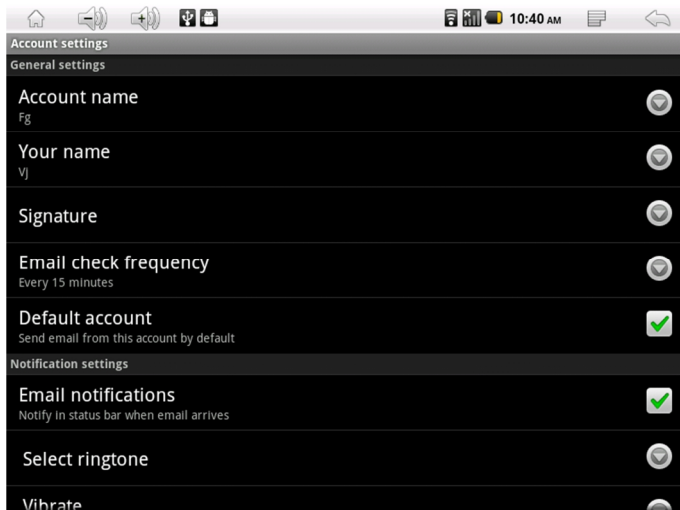 10:40 AM
Account settings
General settings
Account name
Fg
Your name
Vj
Signature
Email check frequency
Every 15 minutes
Default account
Send email from this account by default
Notification settings
Email notifications
Notify in status bar when email arrives
Select ringtone
Vibrate